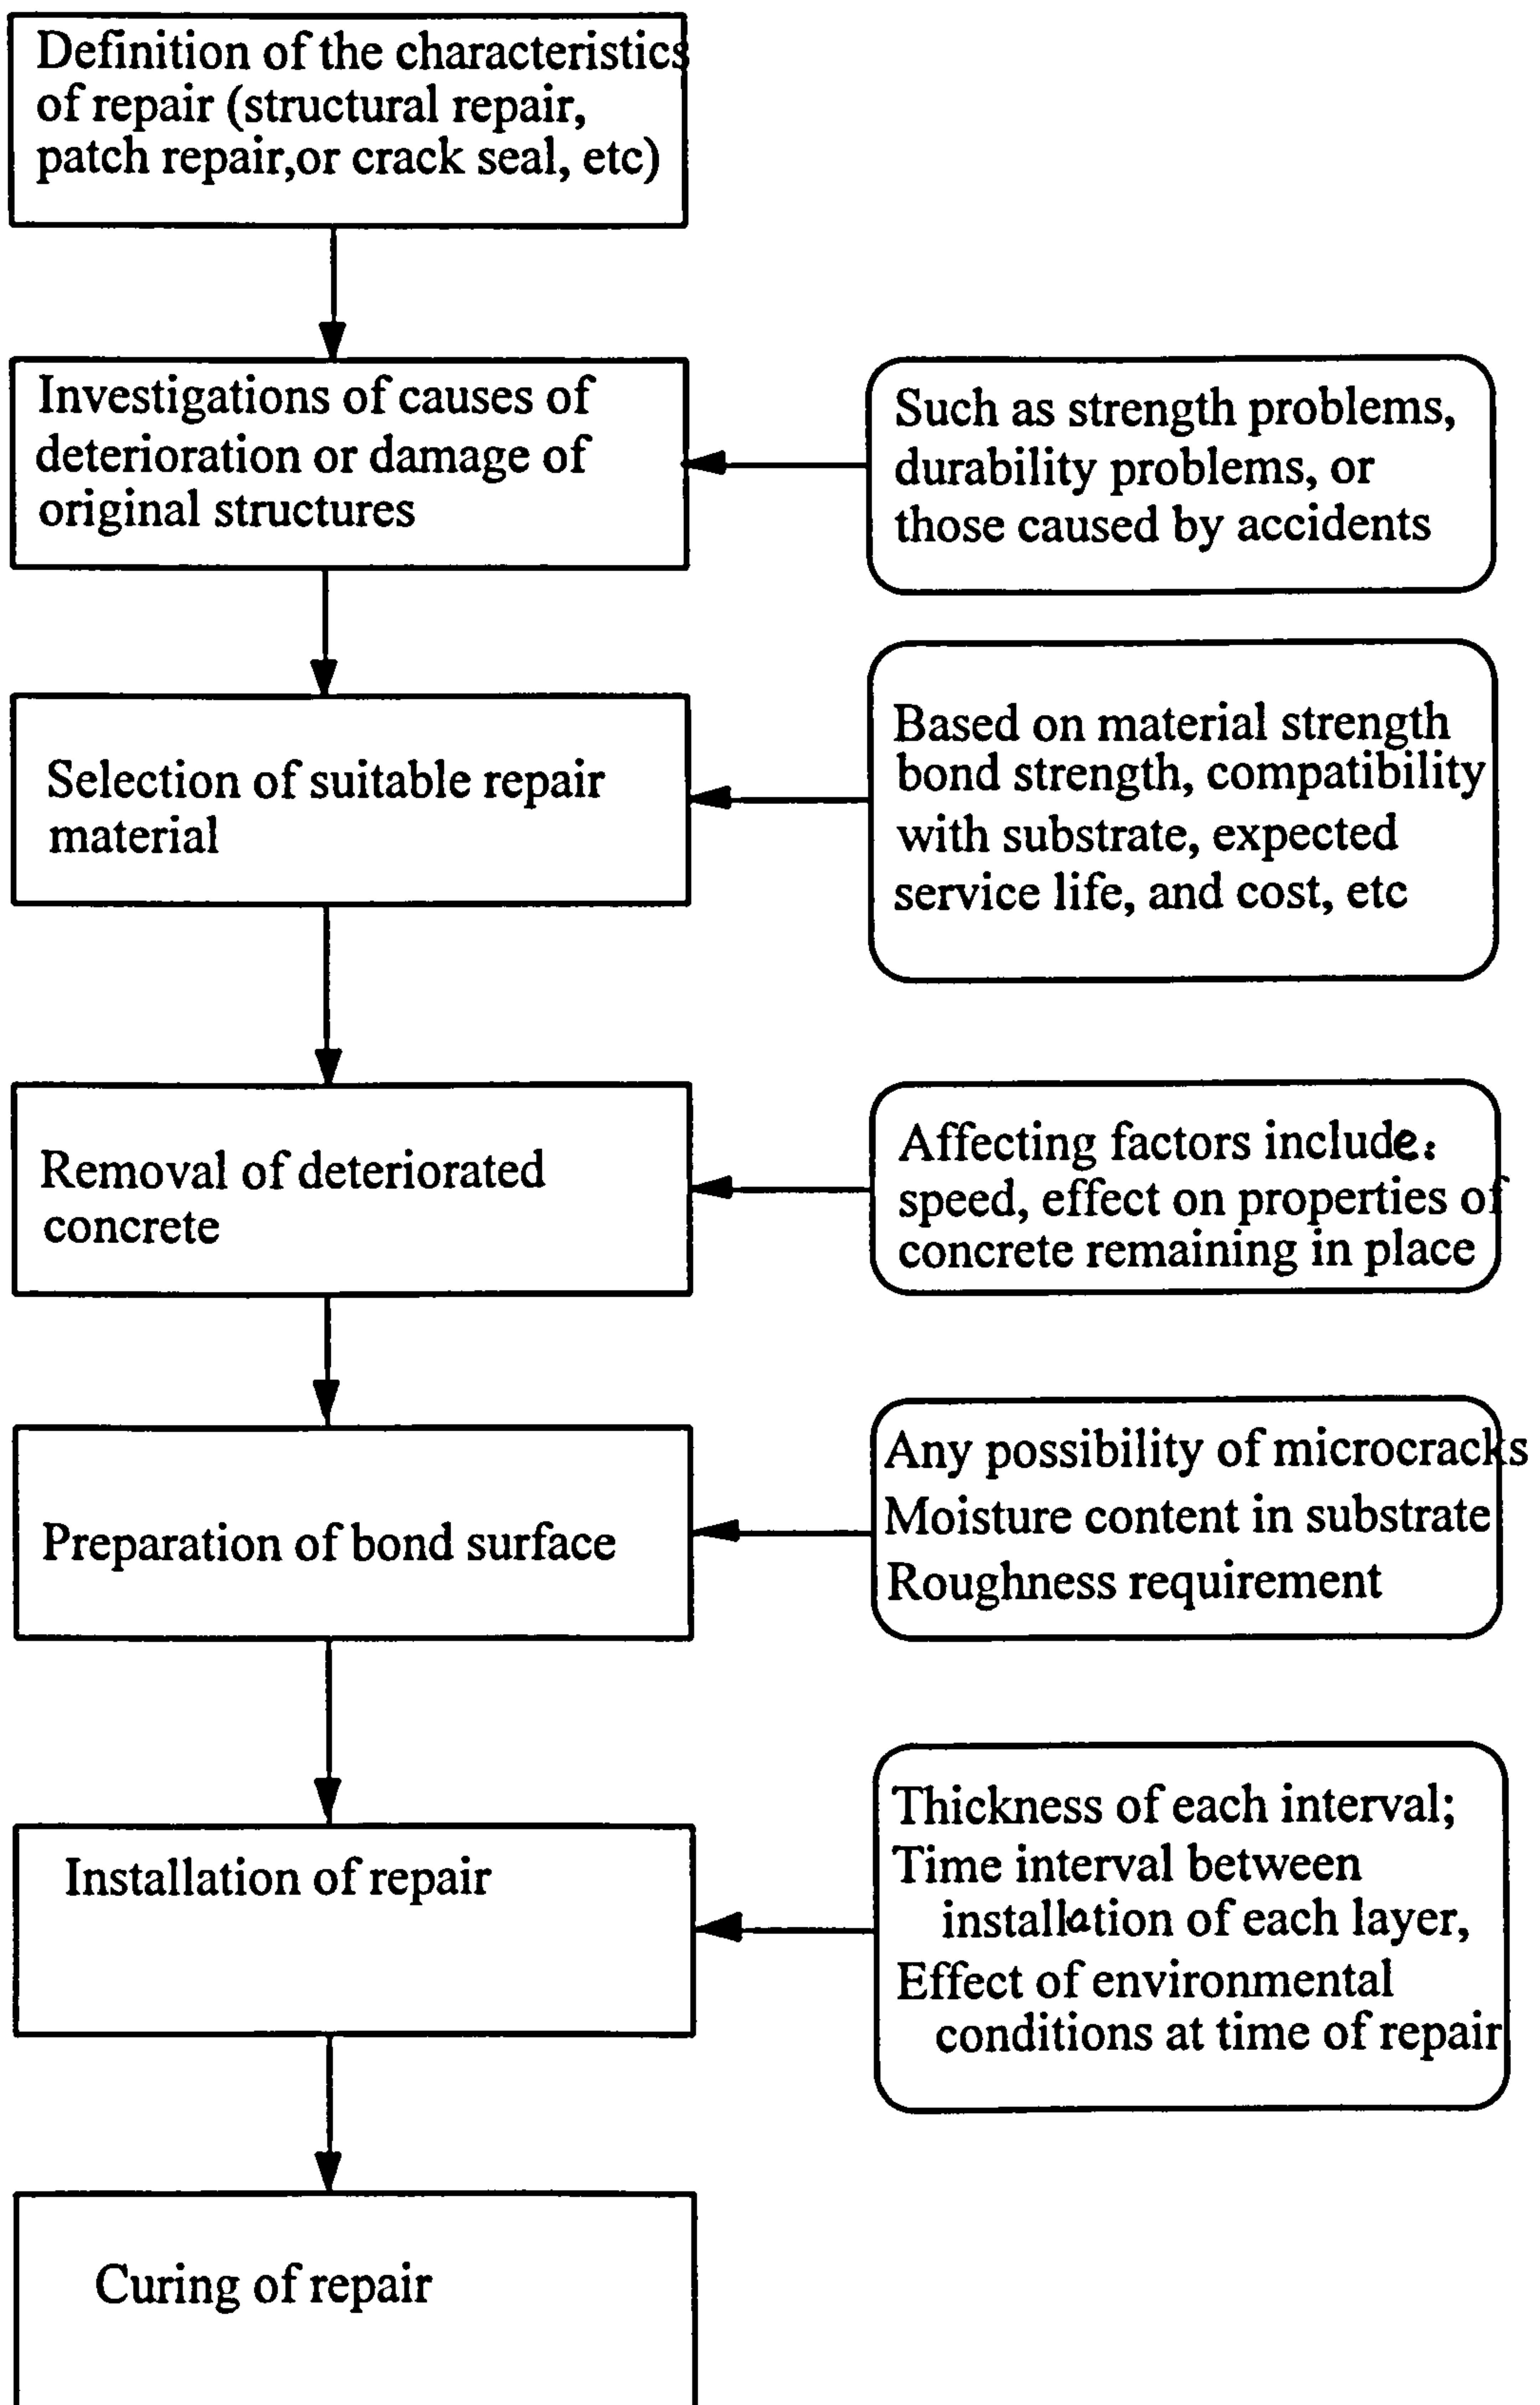 Definition of the characteristics
of repair (structural repair,
patch repair,or crack seal, etc)
Investigations of causes of
deterioration or damage of
original structures
Such as strength problems,
durability problems, or
those caused by accidents
Selection of suitable repair
material
Based on material strength
bond strength, compatibility
with substrate, expected
service life, and cost, etc
Removal of deteriorated
concrete
Affecting factors include:
speed, effect on properties of
concrete remaining in place
Preparation of bond surface
Any possibility of microcracks
Moisture content in substrate
Roughness requirement
Installation of repair
Thickness of each interval;
Time interval between
installation of each layer,
Effect of environmental
conditions at time of repair
Curing of repair